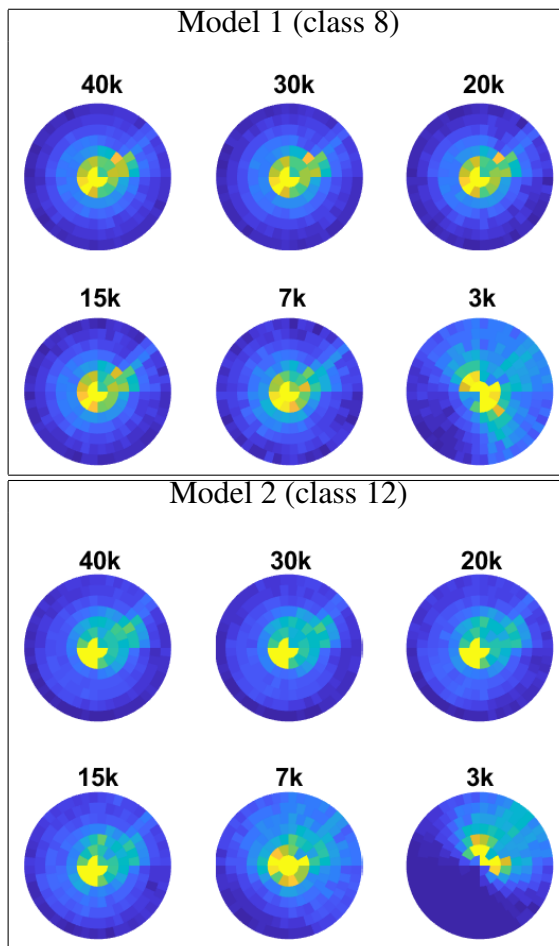 Model 1 (class 8)
40k 30k 20k
15k 7k 3k
Model 2 (class 12)
40k 30k 20k
15k 7k 3k